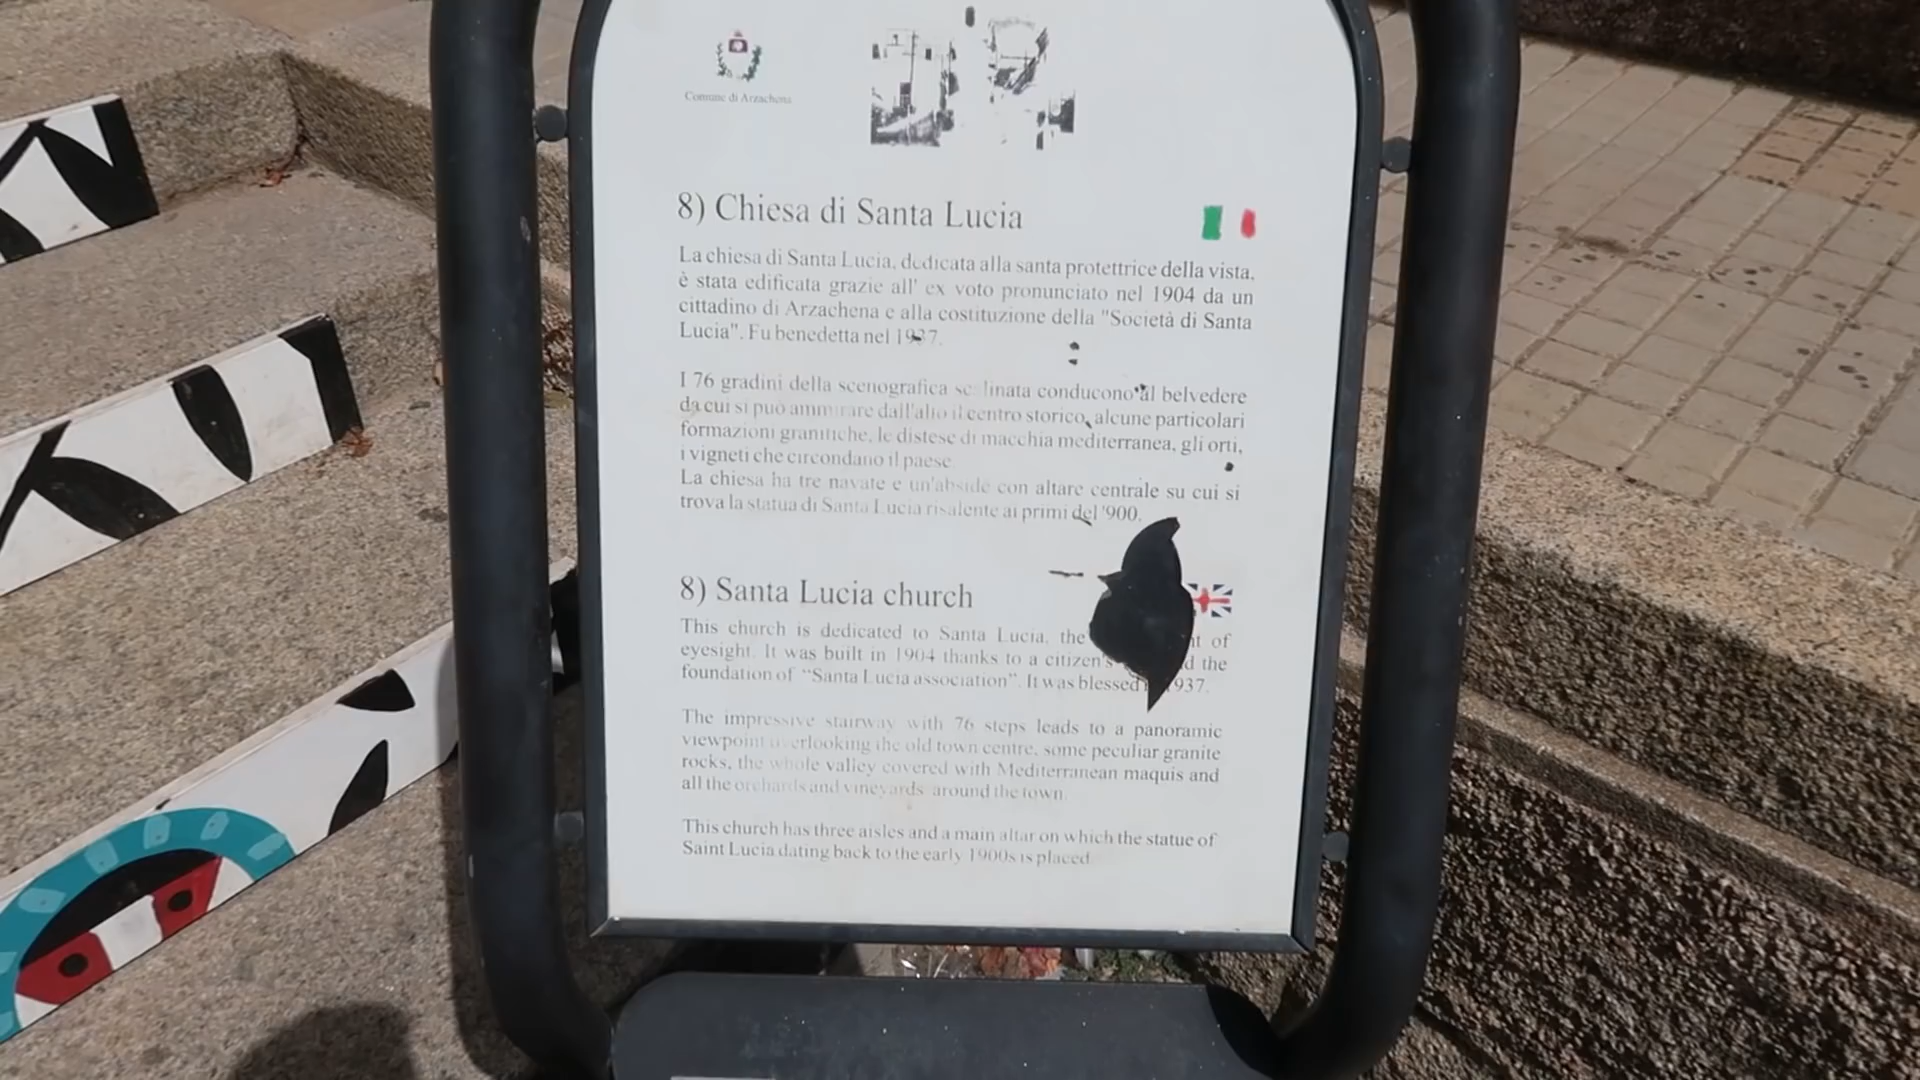 Comune di Arzachena
8) Chiesa di Santa Lucia
La chiesa di Santa Lucia, dedicata alla santa protettrice della vista,
è stata edificata grazie all' ex voto pronunciato nel 1904 da un
cittadino di Arzachena e alla costituzione della "Società di Santa
Lucia". Fu benedetta nel 1937.
I 76 gradini della scenografica conducono al belvedere
da cui si può ammirare dall'alto il centro storico, alcune particolari
formazioni granitiche, le distese di macchia mediterranea, gli orti,
i vigneti che circondano il paese.
La chiesa ha tre navate e un'abside con altare centrale su cui si
trova la statua di Santa Lucia risalente ai primi del '900.
8) Santa Lucia church
This church is dedicated to Santa Lucia, the of
eyesight. It was built in 1904 thanks to a citizen's the
foundation of “Santa Lucia association”. It was blessed 937.
The impressive stairway with 76 steps leads to a panoramic
viewpoint overlooking the old town centre, some peculiar granite
rocks, the whole valley covered with Mediterranean maquis and
all the orchards and vineyards around the town.
This church has three aisles and a main altar on which the statue of
Saint Lucia dating back to the early 1900s is placed.